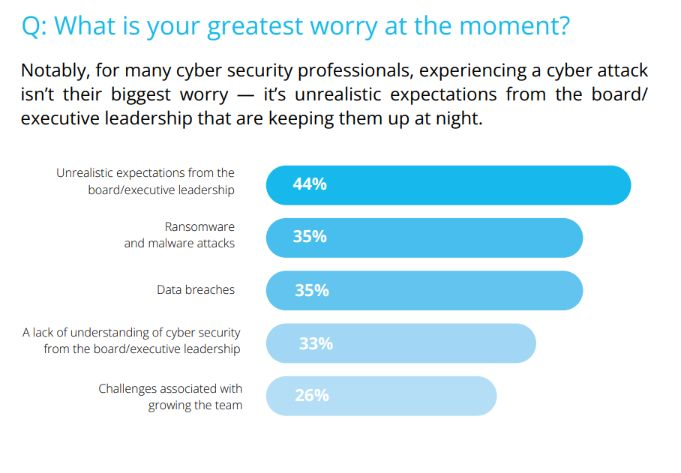 Q: What is your greatest worry at the moment?
Notably, for many cyber security professionals, experiencing a cyber attack
isn't their biggest worry — it's unrealistic expectations from the board/
executive leadership that are keeping them up at night.
Unrealistic expectations from the
board/executive leadership
44%
Ransomware
and malware attacks
35%
Data breaches
35%
A lack of understanding of cyber security
from the board/executive leadership
33%
Challenges associated with
growing the team
26%